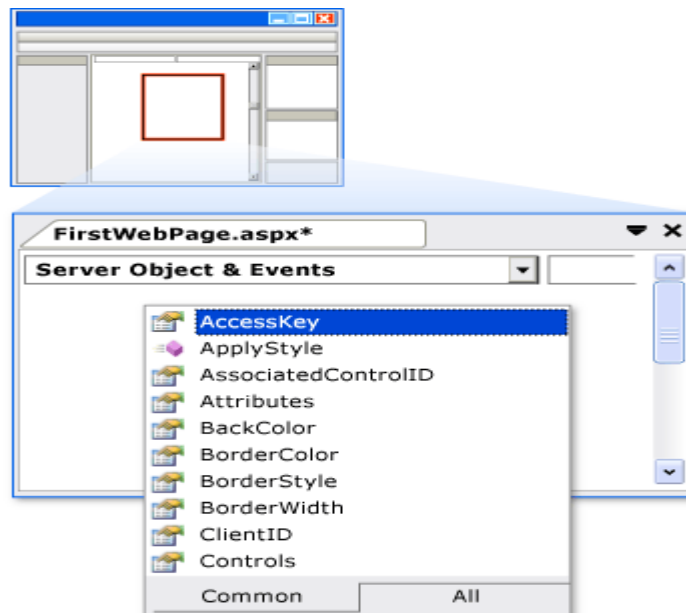 FirstWebPage.aspx*
Server Object & Events
AccessKey
ApplyStyle
AssociatedControlID
Attributes
BackColor
BorderColor
BorderStyle
BorderWidth
ClientID
Controls
Common All